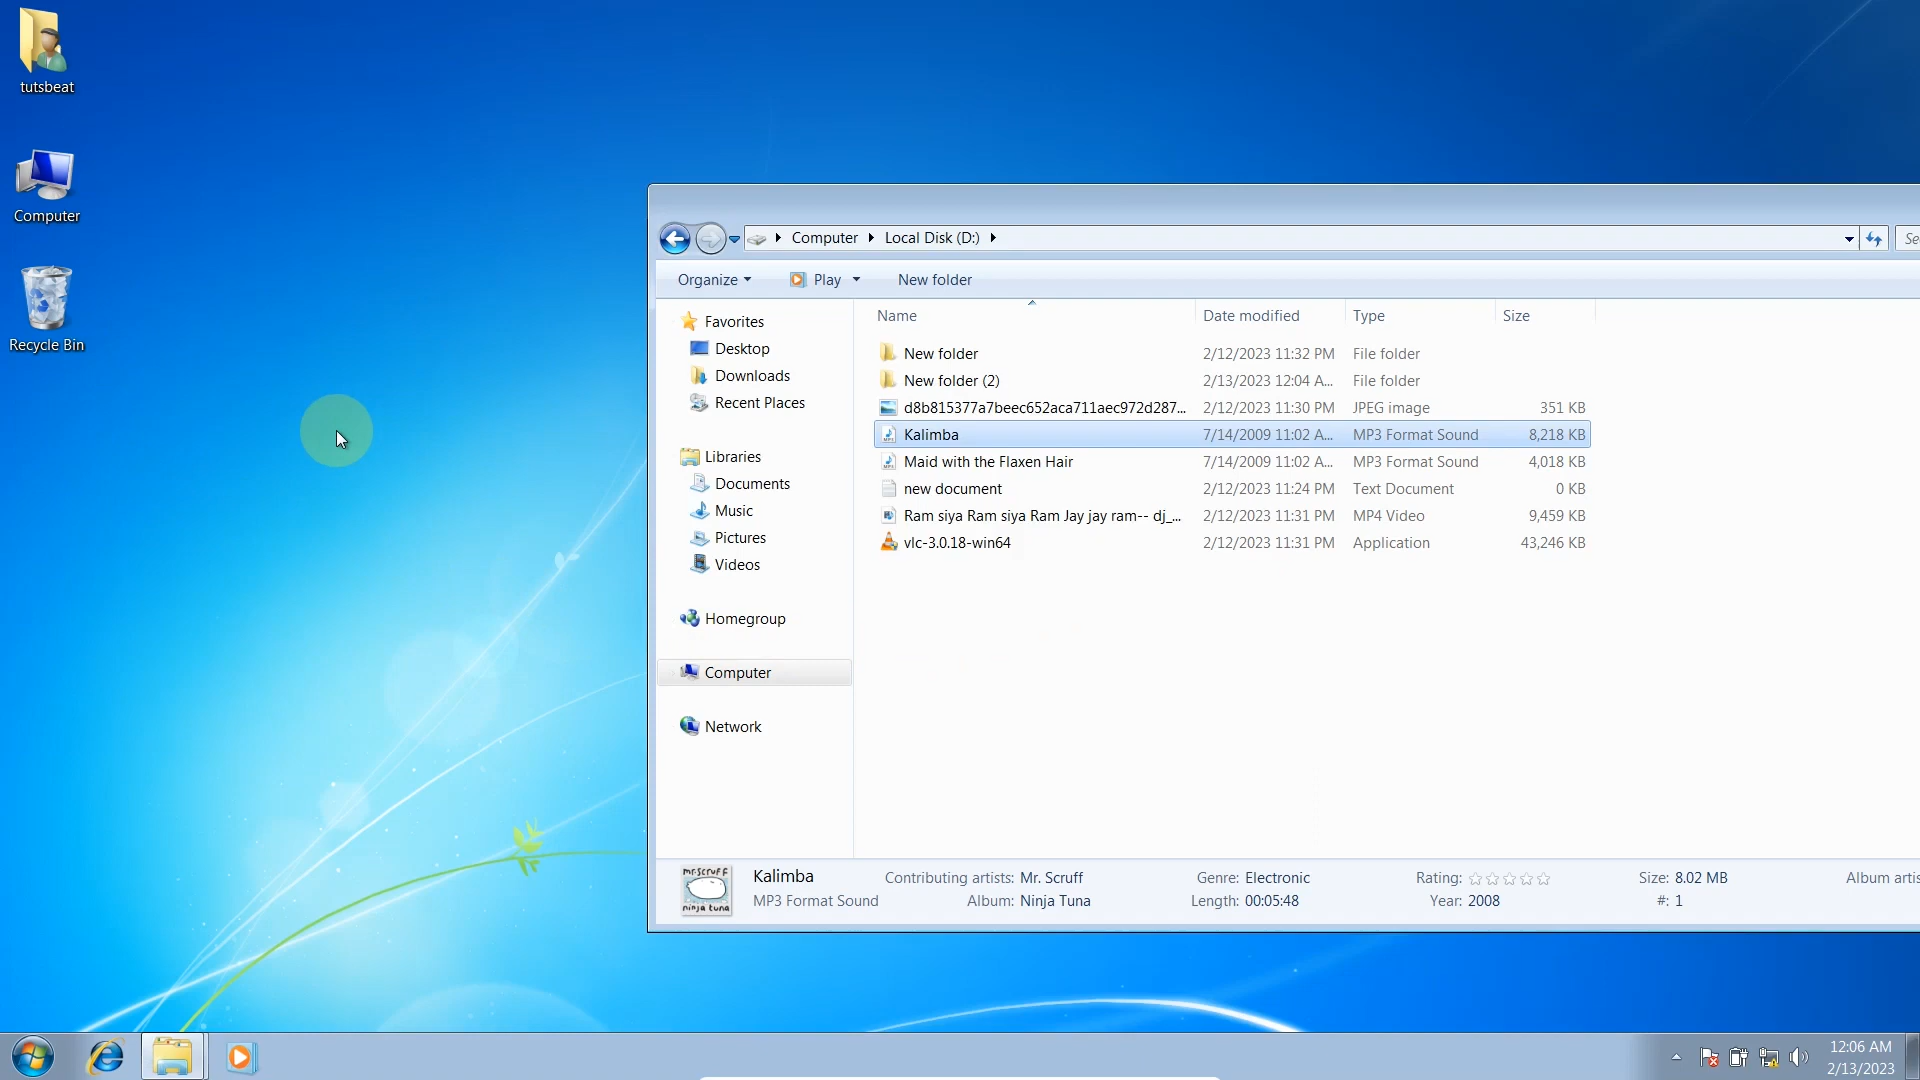 tutsbeat
Computer
Recycle Bin
Computer Local Disk (D:) Se
Organize Play New folder
Favorites
Desktop
Downloads
Recent Places
Libraries
Documents
Music
Pictures
Videos
Homegroup
Computer
Network
Name Date modified Type Size
New folder 2/12/2023 11:32 PM File folder
New folder (2) 2/13/2023 12:04 A... File folder
d8b815377a7beec652aca711aec972d287... 2/12/2023 11:30 PM JPEG image 351 KB
Kalimba 7/14/2009 11:02 A... MP3 Format Sound 8,218 KB
Maid with the Flaxen Hair 7/14/2009 11:02 A... MP3 Format Sound 4,018 KB
new document 2/12/2023 11:24 PM Text Document 0 KB
Ram siya Ram siya Ram Jay jay ram-- dj_... 2/12/2023 11:31 PM MP4 Video 9,459 KB
vlc-3.0.18-win64 2/12/2023 11:31 PM Application 43,246 KB
mr.scruff
ninja tuna
Kalimba Contributing artists: Mr. Scruff Genre: Electronic Rating: Size: 8.02 MB Album artis
MP3 Format Sound Album: Ninja Tuna Length: 00:05:48 Year: 2008 #: 1
12:06 AM
2/13/2023